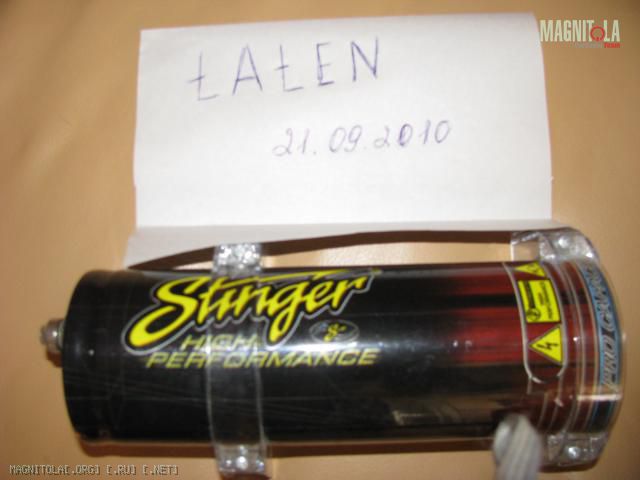 MAGNITOLA
ŁAŁEN
21.09.2010
Stinger
HIGH
PERFORMANCE
MAGNITOLA[.ORG] [.RU] [.NET]